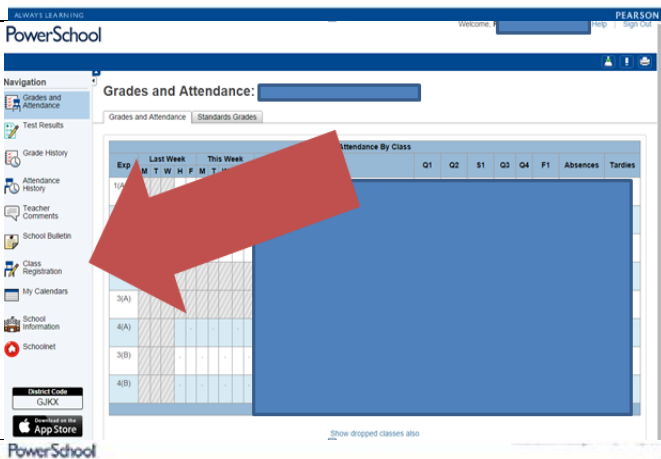 ALWAYS LEARNING
PEARSON
PowerSchool
Welcome,
Help | Sign Out
Navigation
Grades and
Attendance
Test Results
Grade History
Attendance
History
Teacher
Comments
School Bulletin
Class
Registration
My Calendars
School
Information
Schoolnet
District Code
GJKX
Download on the
App Store
Grades and Attendance:
Grades and Attendance
Standards Grades
Attendance By Class
Exp
Last Week
This Week
Q1
Q2
S1
Q3
Q4
F1
Absences
Tardies
M T W H F M T
3(A)
4(A)
3(B)
4(B)
Show dropped classes also
PowerSchool